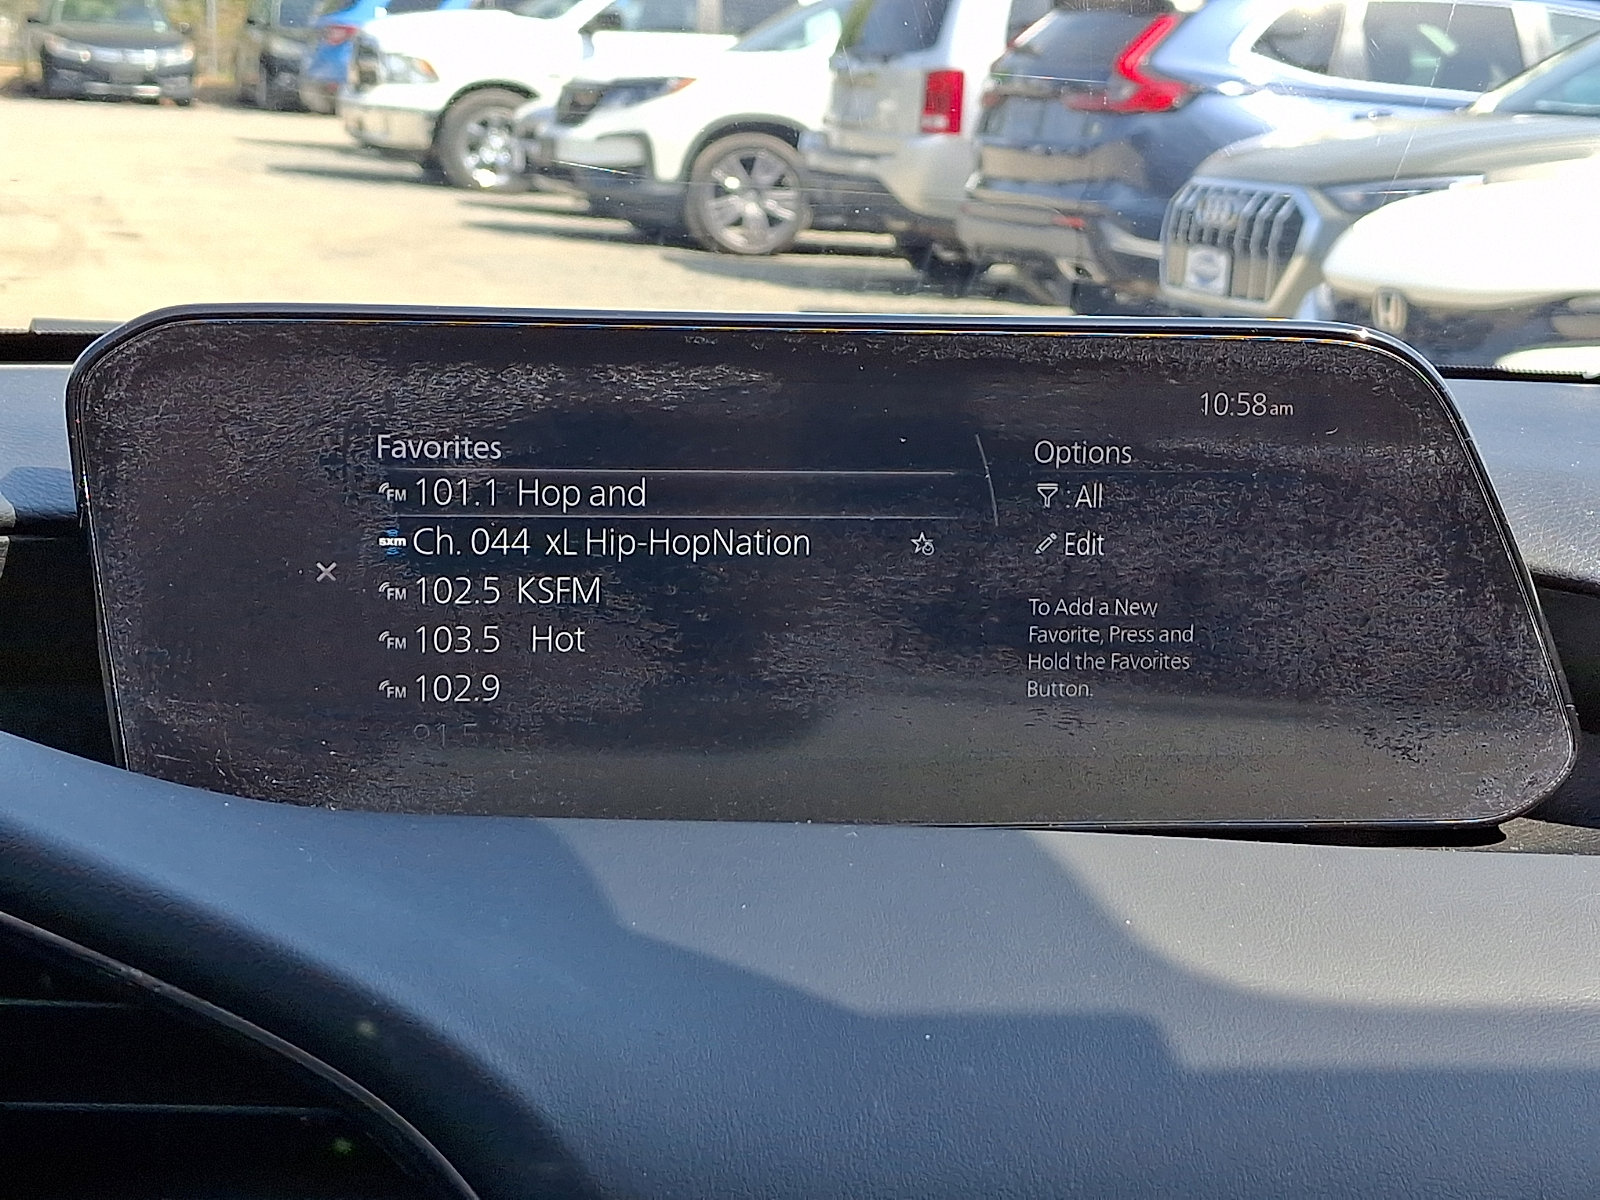 10:58am
Favorites
FM 101.1 Hop and
sxm Ch. 044 xL Hip-HopNation
FM 102.5 KSFM
FM 103.5 Hot
FM 102.9
91.5
Options
: All
Edit
To Add a New
Favorite, Press and
Hold the Favorites
Button.